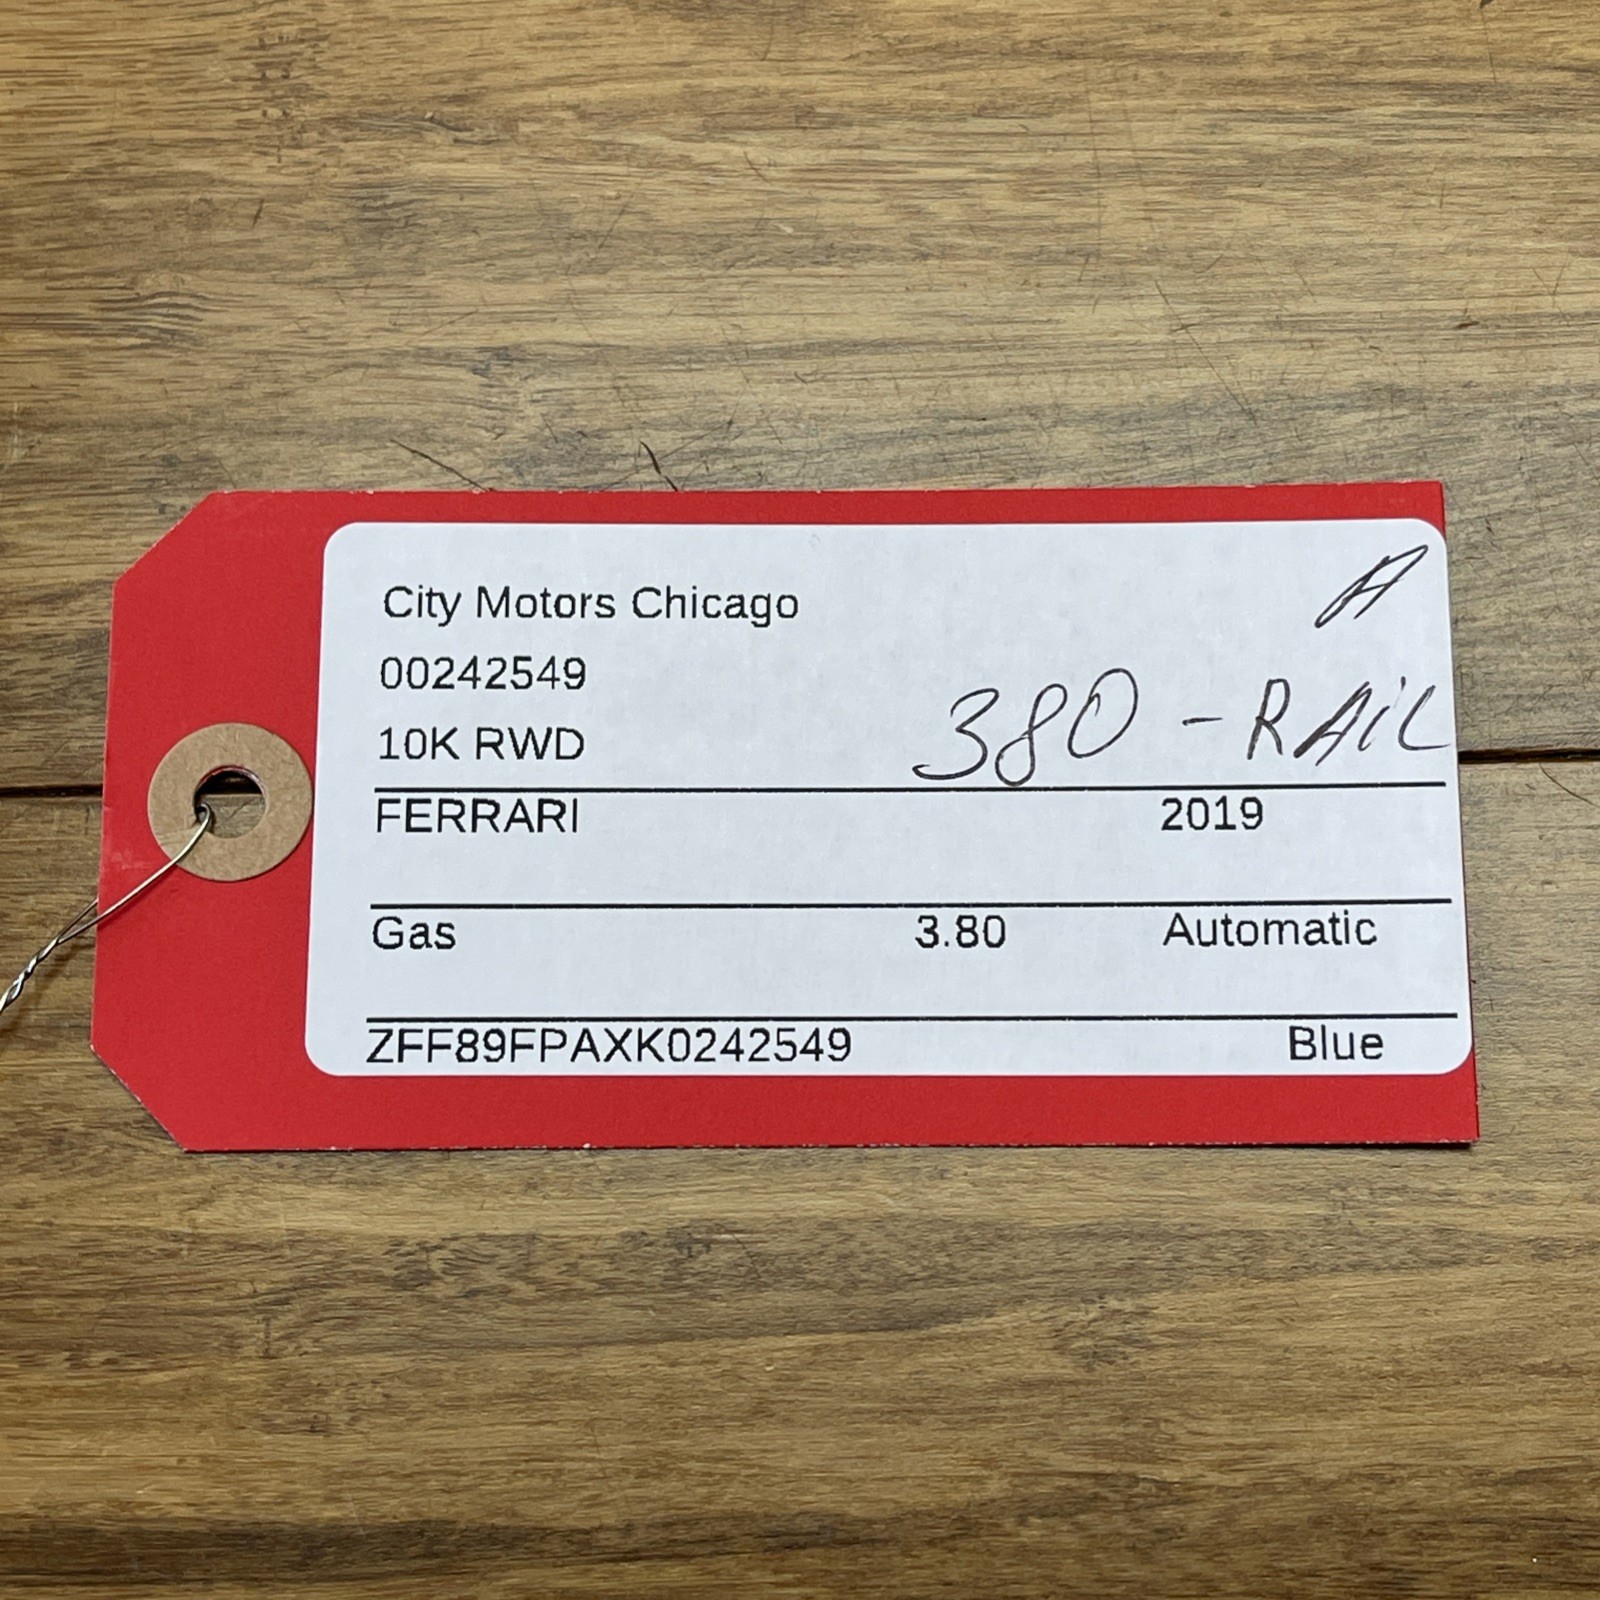 A
City Motors Chicago
00242549
380 - RAIL
10K RWD
FERRARI 2019
Gas 3.80 Automatic
ZFF89FPAXK0242549 Blue